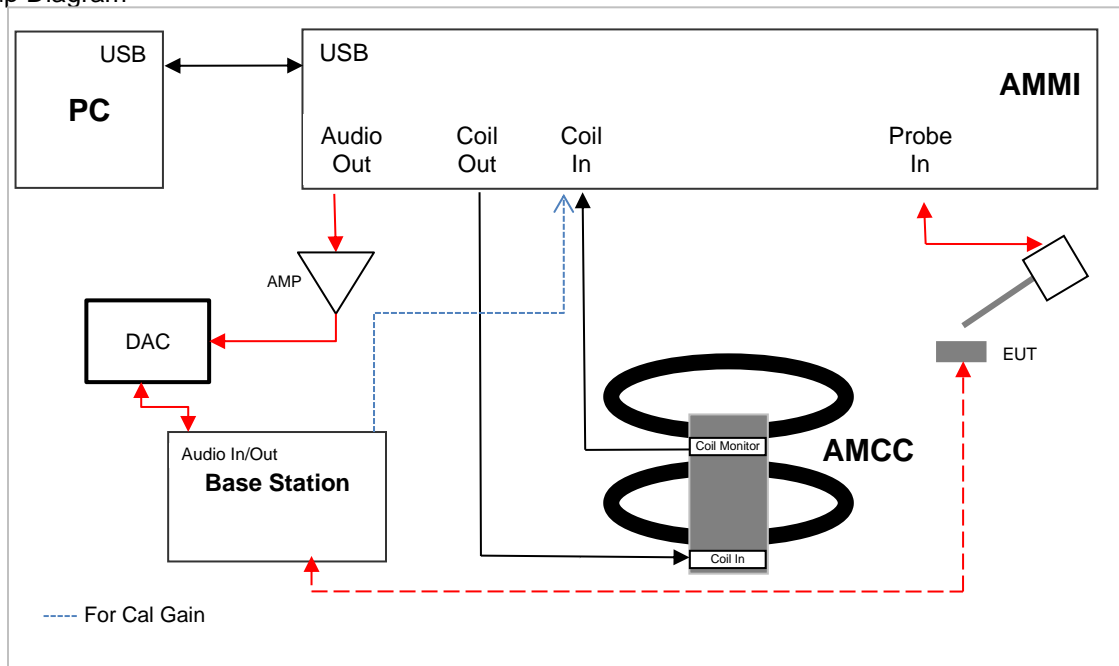 USB
PC
USB
AMMI
Audio
Out
Coil
Out
Coil
In
Probe
In
AMP
DAC
EUT
Audio In/Out
Base Station
Coil Monitor
AMCC
Coil In
For Cal Gain